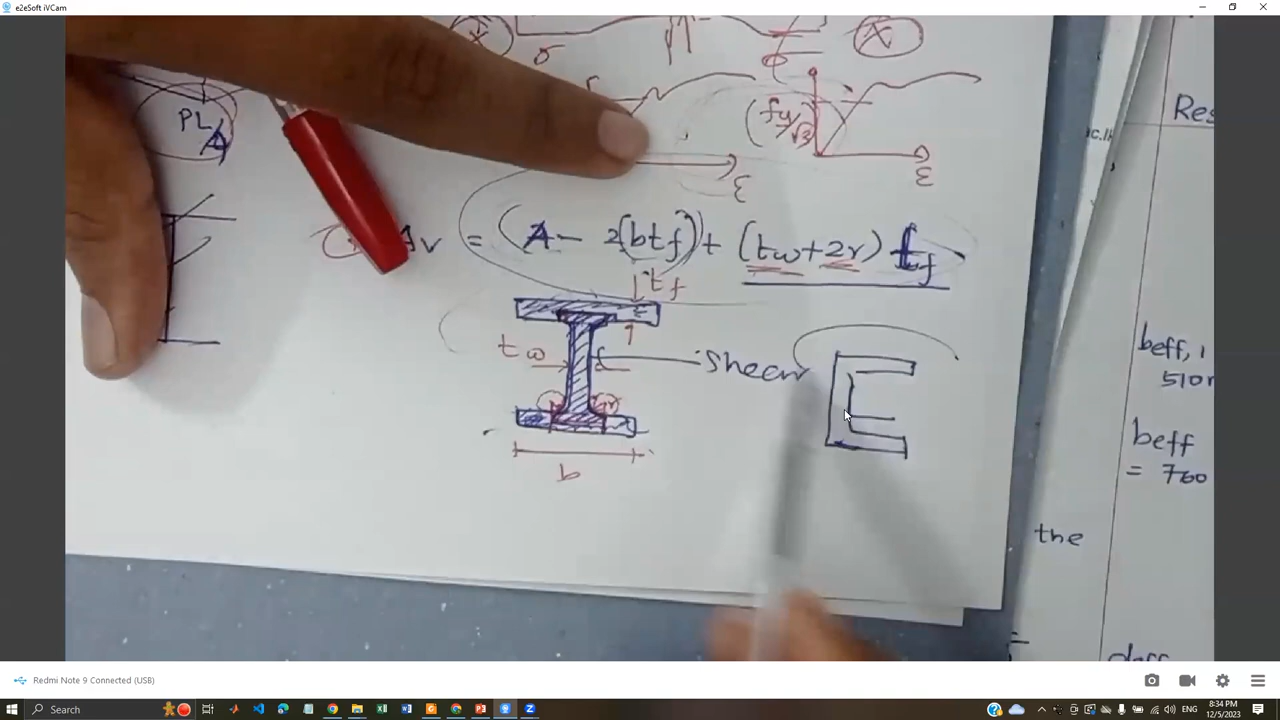 e2eSoft iVCam
X
X
σ
(fy/√3)
PL
A
Res
ε
ε
Av = (A - 2(btf)) + (tw+2r) tf
tf
tw
Shear
r
b
beff, 1
510
beff
= 760
the
Redmi Note 9 Connected (USB)
Search
ENG
8:34 PM
12/5/2023